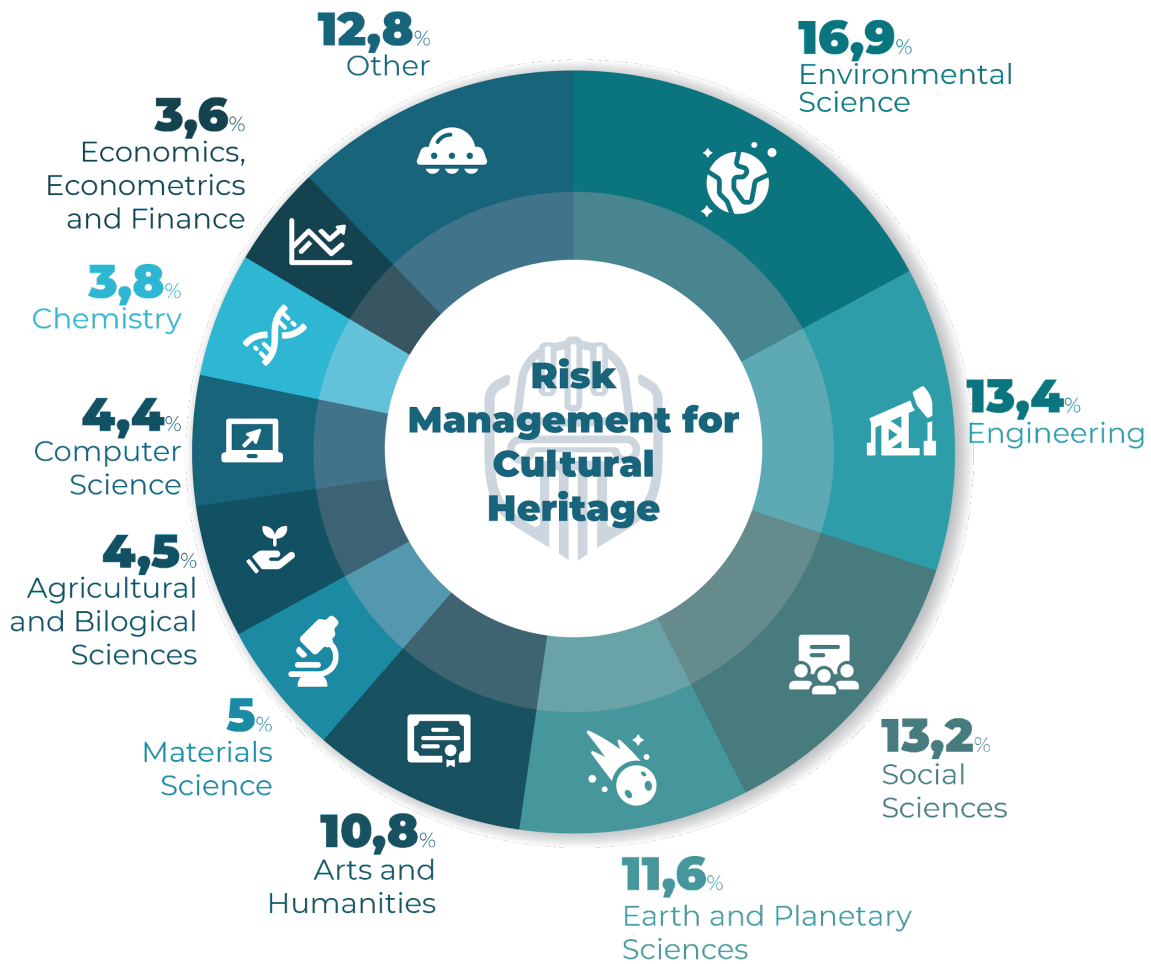 12,8%
Other
16,9%
Environmental
Science
3,6%
Economics,
Econometrics
and Finance
3,8%
Chemistry
13,4%
Engineering
Risk
Management for
Cultural
Heritage
4,4%
Computer
Science
4,5%
Agricultural
and Bilogical
Sciences
5%
Materials
Science
13,2%
Social
Sciences
10,8%
Arts and
Humanities
11,6%
Earth and Planetary
Sciences